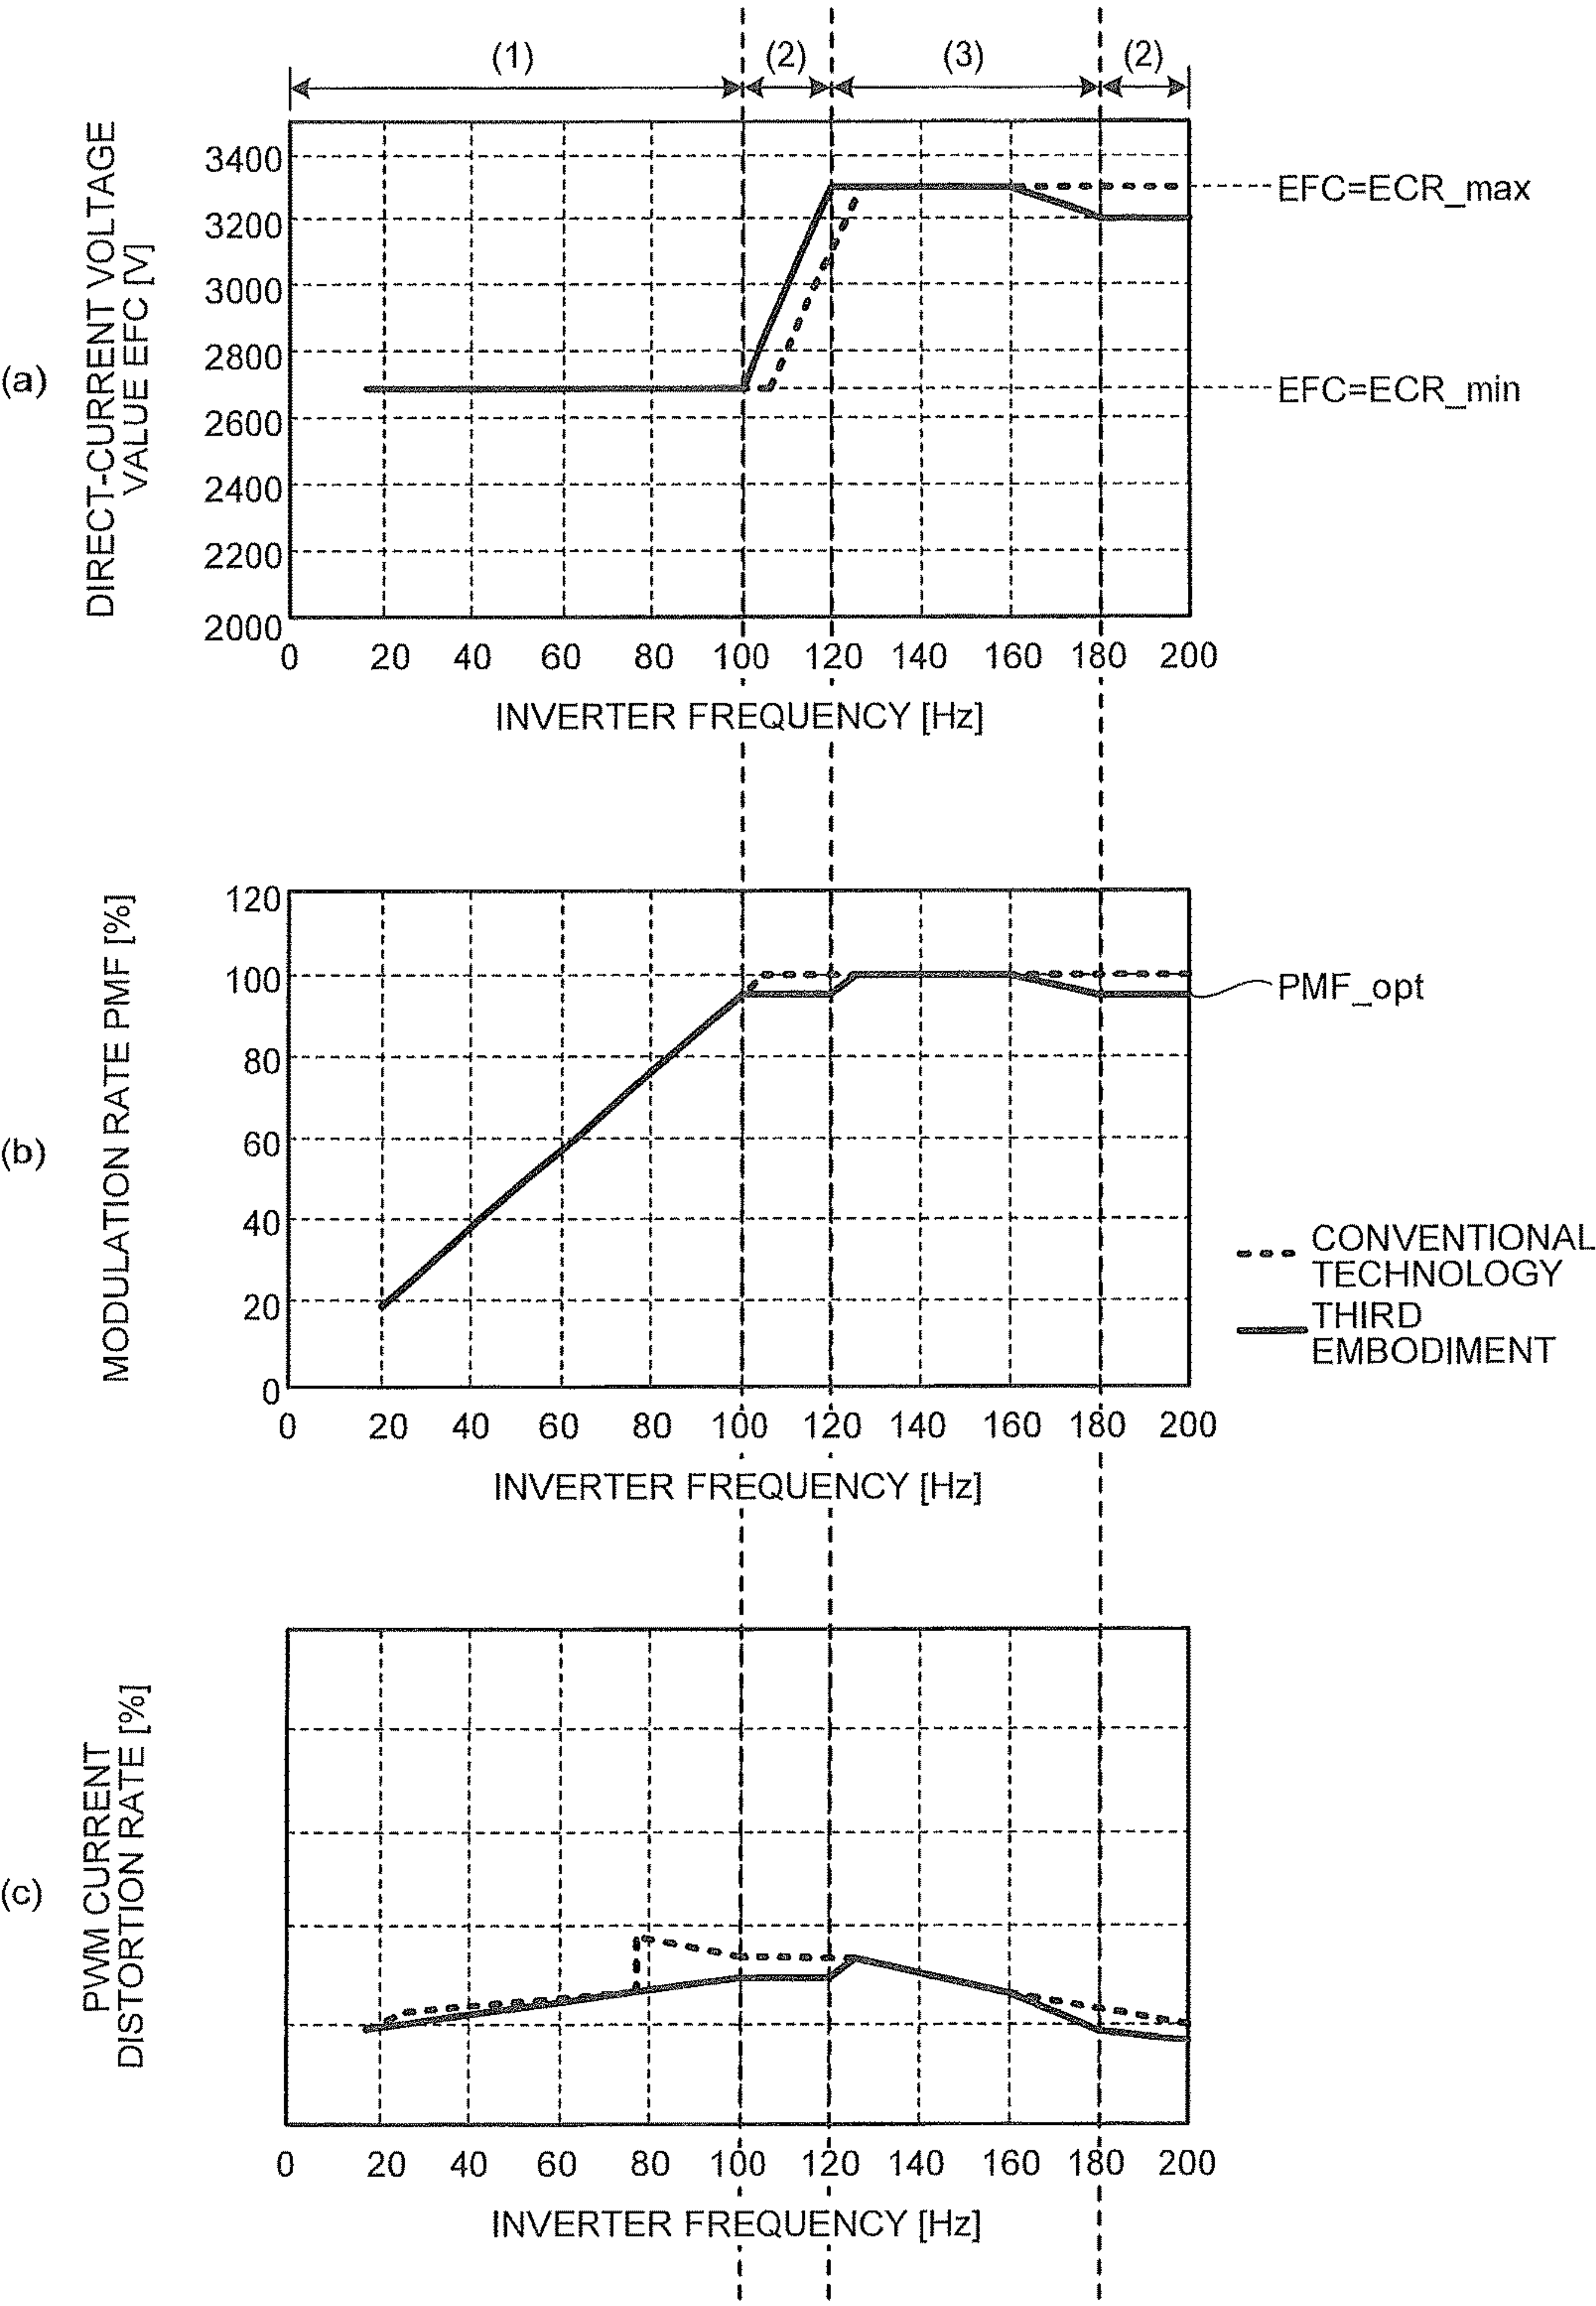 (1)
(2)
(3)
(2)
(a)
DIRECT-CURRENT VOLTAGE
VALUE EFC [V]
3400
3200
3000
2800
2600
2400
2200
2000
EFC=ECR_max
EFC=ECR_min
0 20 40 60 80 100 120 140 160 180 200
INVERTER FREQUENCY [Hz]
(b)
MODULATION RATE PMF [%]
120
100
80
60
40
20
0
PMF_opt
CONVENTIONAL
TECHNOLOGY
THIRD
EMBODIMENT
0 20 40 60 80 100 120 140 160 180 200
INVERTER FREQUENCY [Hz]
(c)
PWM CURRENT
DISTORTION RATE [%]
0 20 40 60 80 100 120 140 160 180 200
INVERTER FREQUENCY [Hz]